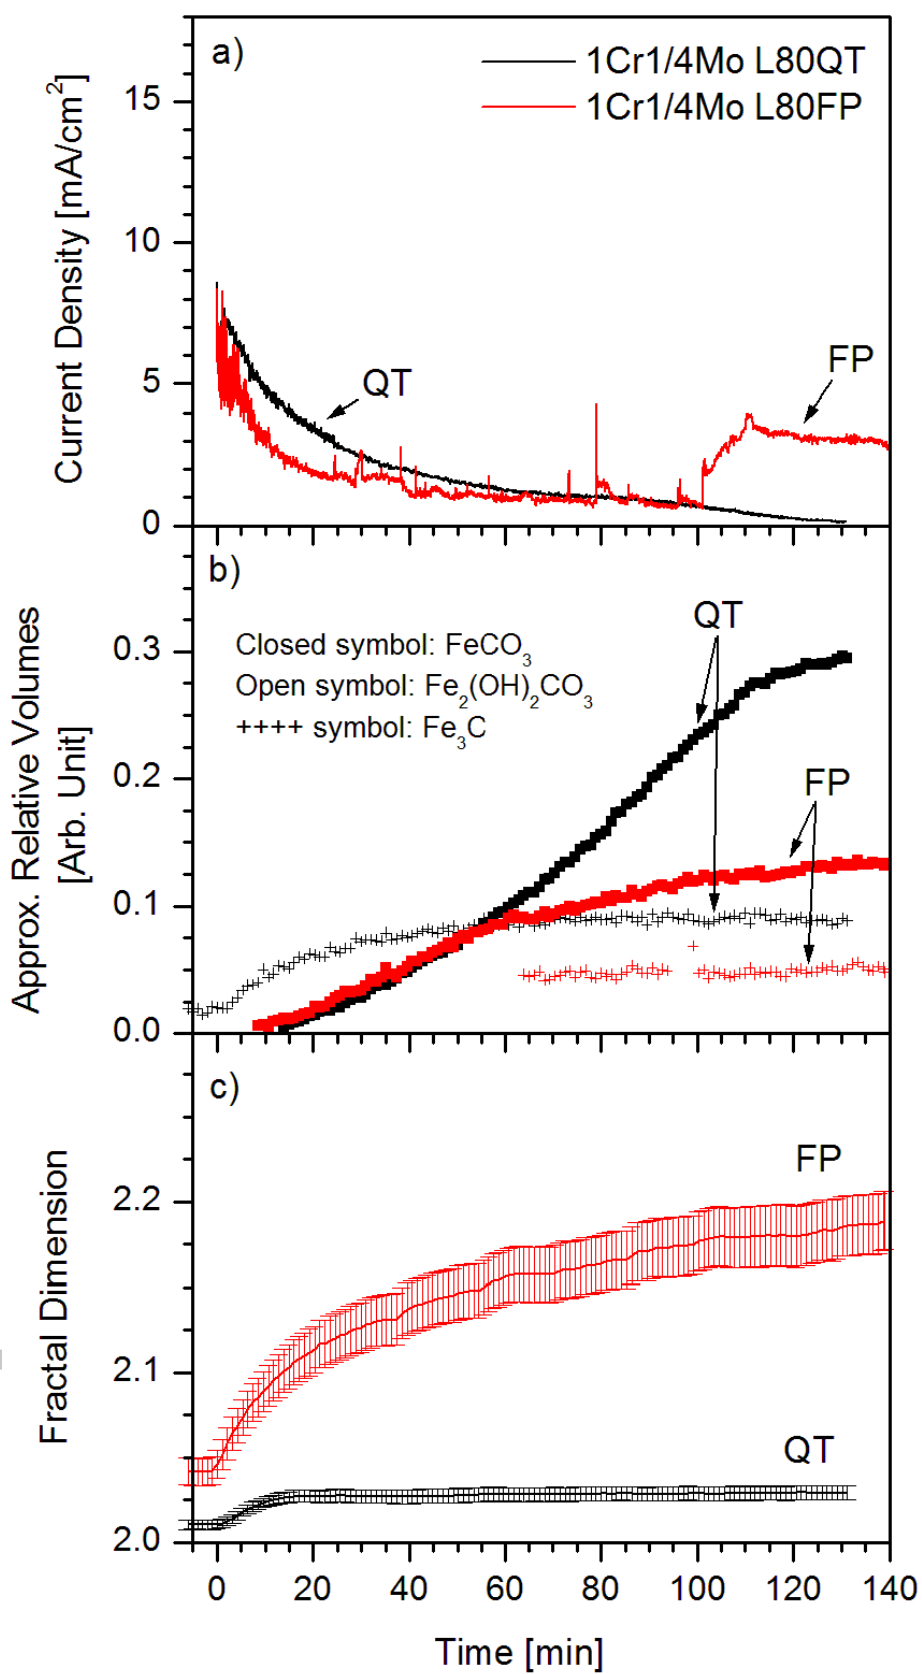 a)
1Cr1/4Mo L80QT
1Cr1/4Mo L80FP
15
10
5
0
Current Density [mA/cm²]
QT
FP
b)
QT
Closed symbol: FeCO₃
Open symbol: Fe₂(OH)₂CO₃
++++ symbol: Fe₃C
FP
0.3
0.2
0.1
0.0
Approx. Relative Volumes
[Arb. Unit]
c)
FP
QT
2.2
2.1
2.0
Fractal Dimension
0 20 40 60 80 100 120 140
Time [min]